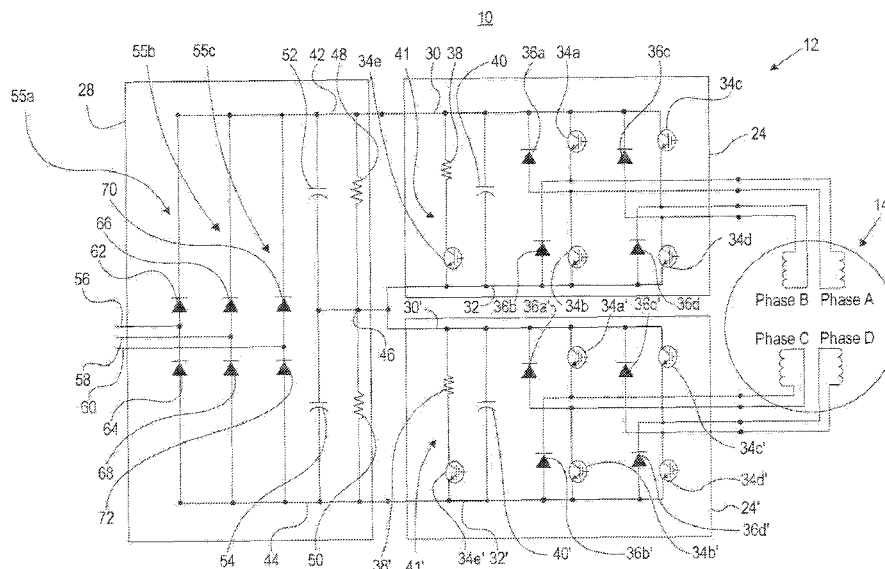 10
55b 55c 52 42 48 34e 41 30 38 40 36a 34a 36c 12
34c
28
55a
24
70
66
14
62
34d
56
32 36b 34b 36d
Phase B Phase A
30' 36a' 34a' 36c'
46
Phase C Phase D
58
60
64
34c'
68
34d'
72
24'
54 44 50 38' 41' 34e' 32' 40' 36b' 34b' 36d'